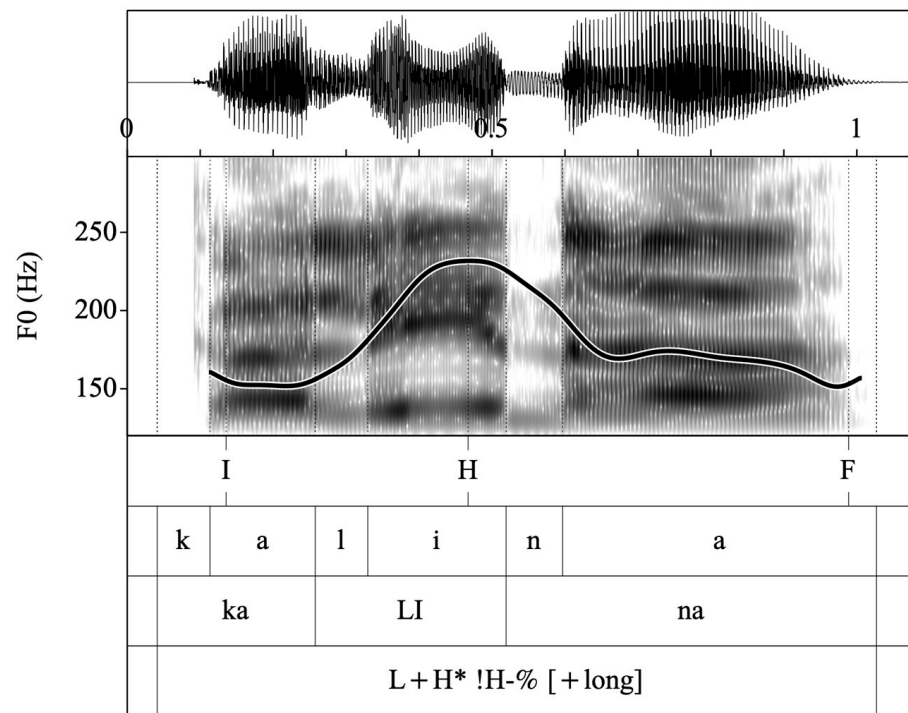 0 0.5 1
250
200
150
F0 (Hz)
I H F
k a l i n a
ka LI na
L+H* !H-% [+long]